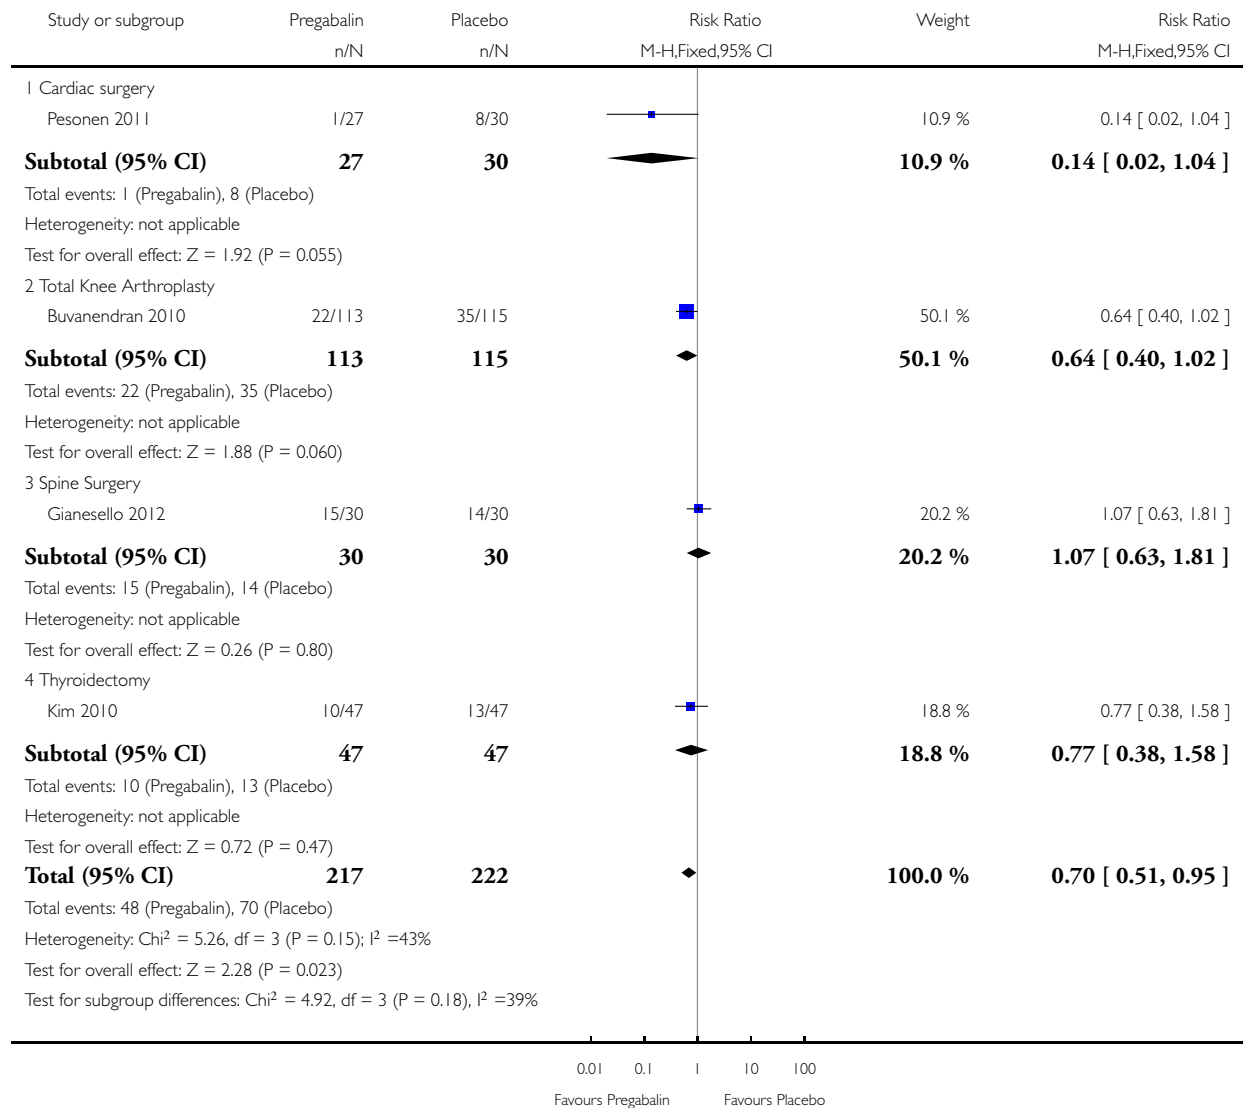 Study or subgroup Pregabalin Placebo Risk Ratio Weight Risk Ratio
n/N n/N M-H,Fixed,95% CI M-H,Fixed,95% CI
1 Cardiac surgery
Pesonen 2011 1/27 8/30 10.9 % 0.14 [ 0.02, 1.04 ]
Subtotal (95% CI) 27 30 10.9 % 0.14 [ 0.02, 1.04 ]
Total events: 1 (Pregabalin), 8 (Placebo)
Heterogeneity: not applicable
Test for overall effect: Z = 1.92 (P = 0.055)
2 Total Knee Arthroplasty
Buvanendran 2010 22/113 35/115 50.1 % 0.64 [ 0.40, 1.02 ]
Subtotal (95% CI) 113 115 50.1 % 0.64 [ 0.40, 1.02 ]
Total events: 22 (Pregabalin), 35 (Placebo)
Heterogeneity: not applicable
Test for overall effect: Z = 1.88 (P = 0.060)
3 Spine Surgery
Gianesello 2012 15/30 14/30 20.2 % 1.07 [ 0.63, 1.81 ]
Subtotal (95% CI) 30 30 20.2 % 1.07 [ 0.63, 1.81 ]
Total events: 15 (Pregabalin), 14 (Placebo)
Heterogeneity: not applicable
Test for overall effect: Z = 0.26 (P = 0.80)
4 Thyroidectomy
Kim 2010 10/47 13/47 18.8 % 0.77 [ 0.38, 1.58 ]
Subtotal (95% CI) 47 47 18.8 % 0.77 [ 0.38, 1.58 ]
Total events: 10 (Pregabalin), 13 (Placebo)
Heterogeneity: not applicable
Test for overall effect: Z = 0.72 (P = 0.47)
Total (95% CI) 217 222 100.0 % 0.70 [ 0.51, 0.95 ]
Total events: 48 (Pregabalin), 70 (Placebo)
Heterogeneity: Chi² = 5.26, df = 3 (P = 0.15); I² =43%
Test for overall effect: Z = 2.28 (P = 0.023)
Test for subgroup differences: Chi² = 4.92, df = 3 (P = 0.18), I² =39%
0.01 0.1 1 10 100
Favours Pregabalin Favours Placebo